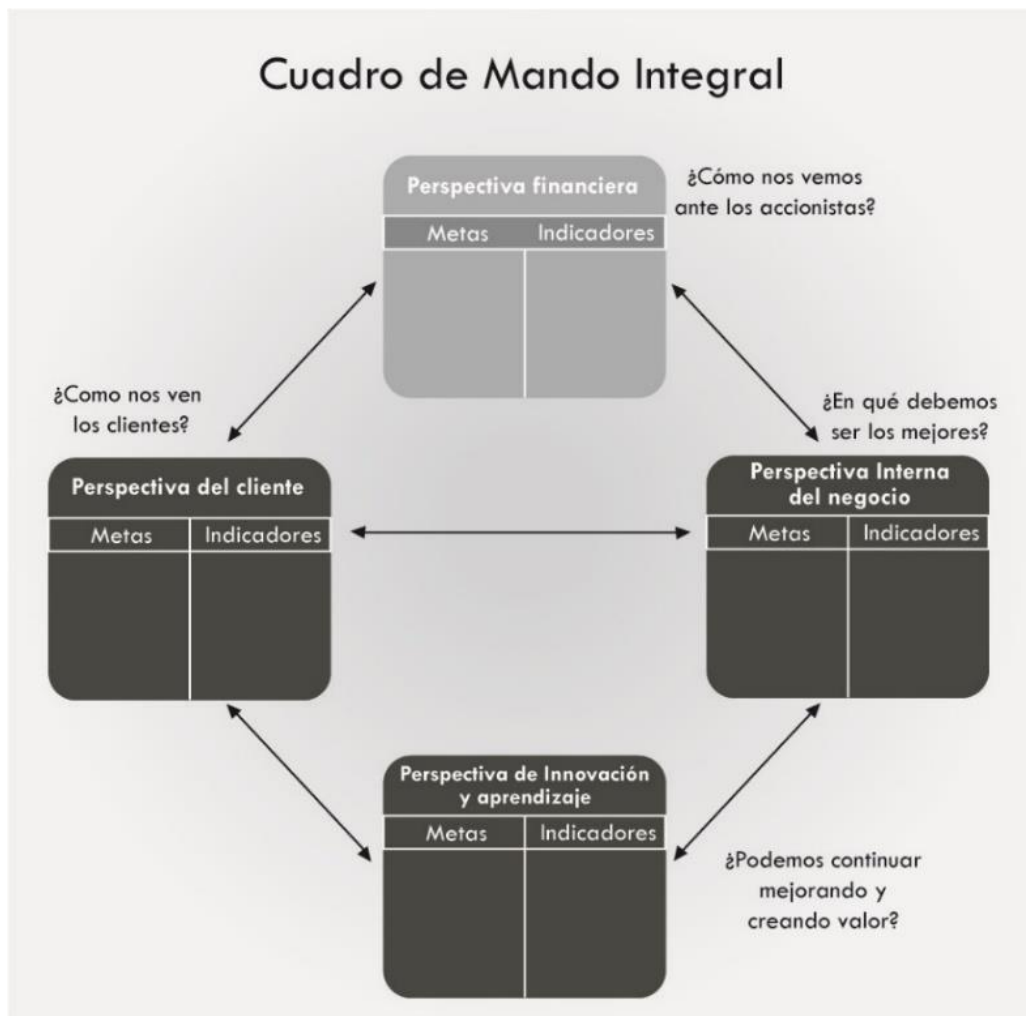 Cuadro de Mando Integral
Perspectiva financiera
Metas Indicadores
¿Cómo nos vemos
ante los accionistas?
¿Como nos ven
los clientes?
Perspectiva del cliente
Metas Indicadores
¿En qué debemos
ser los mejores?
Perspectiva Interna
del negocio
Metas Indicadores
Perspectiva de Innovación
y aprendizaje
Metas Indicadores
¿Podemos continuar
mejorando y
creando valor?